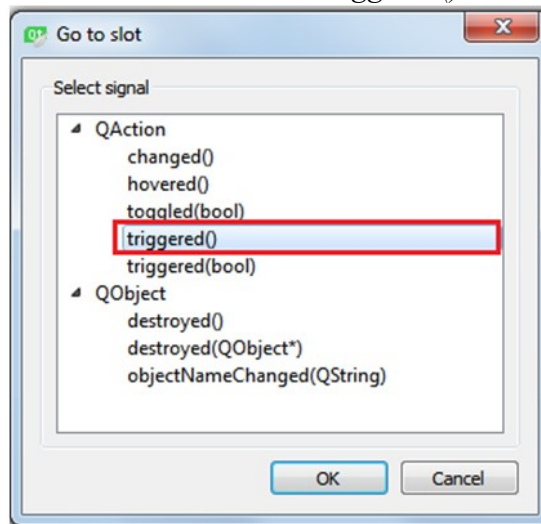 Go to slot
Select signal
QAction
changed()
hovered()
toggled(bool)
triggered()
triggered(bool)
QObject
destroyed()
destroyed(QObject*)
objectNameChanged(QString)
OK
Cancel